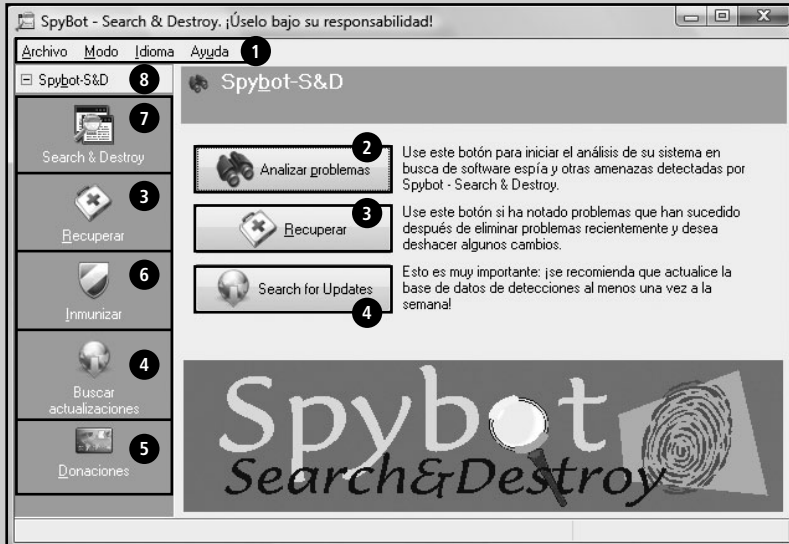 SpyBot - Search & Destroy. ¡Úselo bajo su responsabilidad!
Archivo Modo Idioma Ayuda 1
Spybot-S&D 8
Spybot-S&D
7
Search & Destroy
3
Recuperar
6
Inmunizar
4
Buscar
actualizaciones
5
Donaciones
2
Analizar problemas
Use este botón para iniciar el análisis de su sistema en
busca de software espía y otras amenazas detectadas por
Spybot - Search & Destroy.
3
Recuperar
Use este botón si ha notado problemas que han sucedido
después de eliminar problemas recientemente y desea
deshacer algunos cambios.
Search for Updates
4
Esto es muy importante: ¡se recomienda que actualice la
base de datos de detecciones al menos una vez a la
semana!
Spybot
Search&Destroy